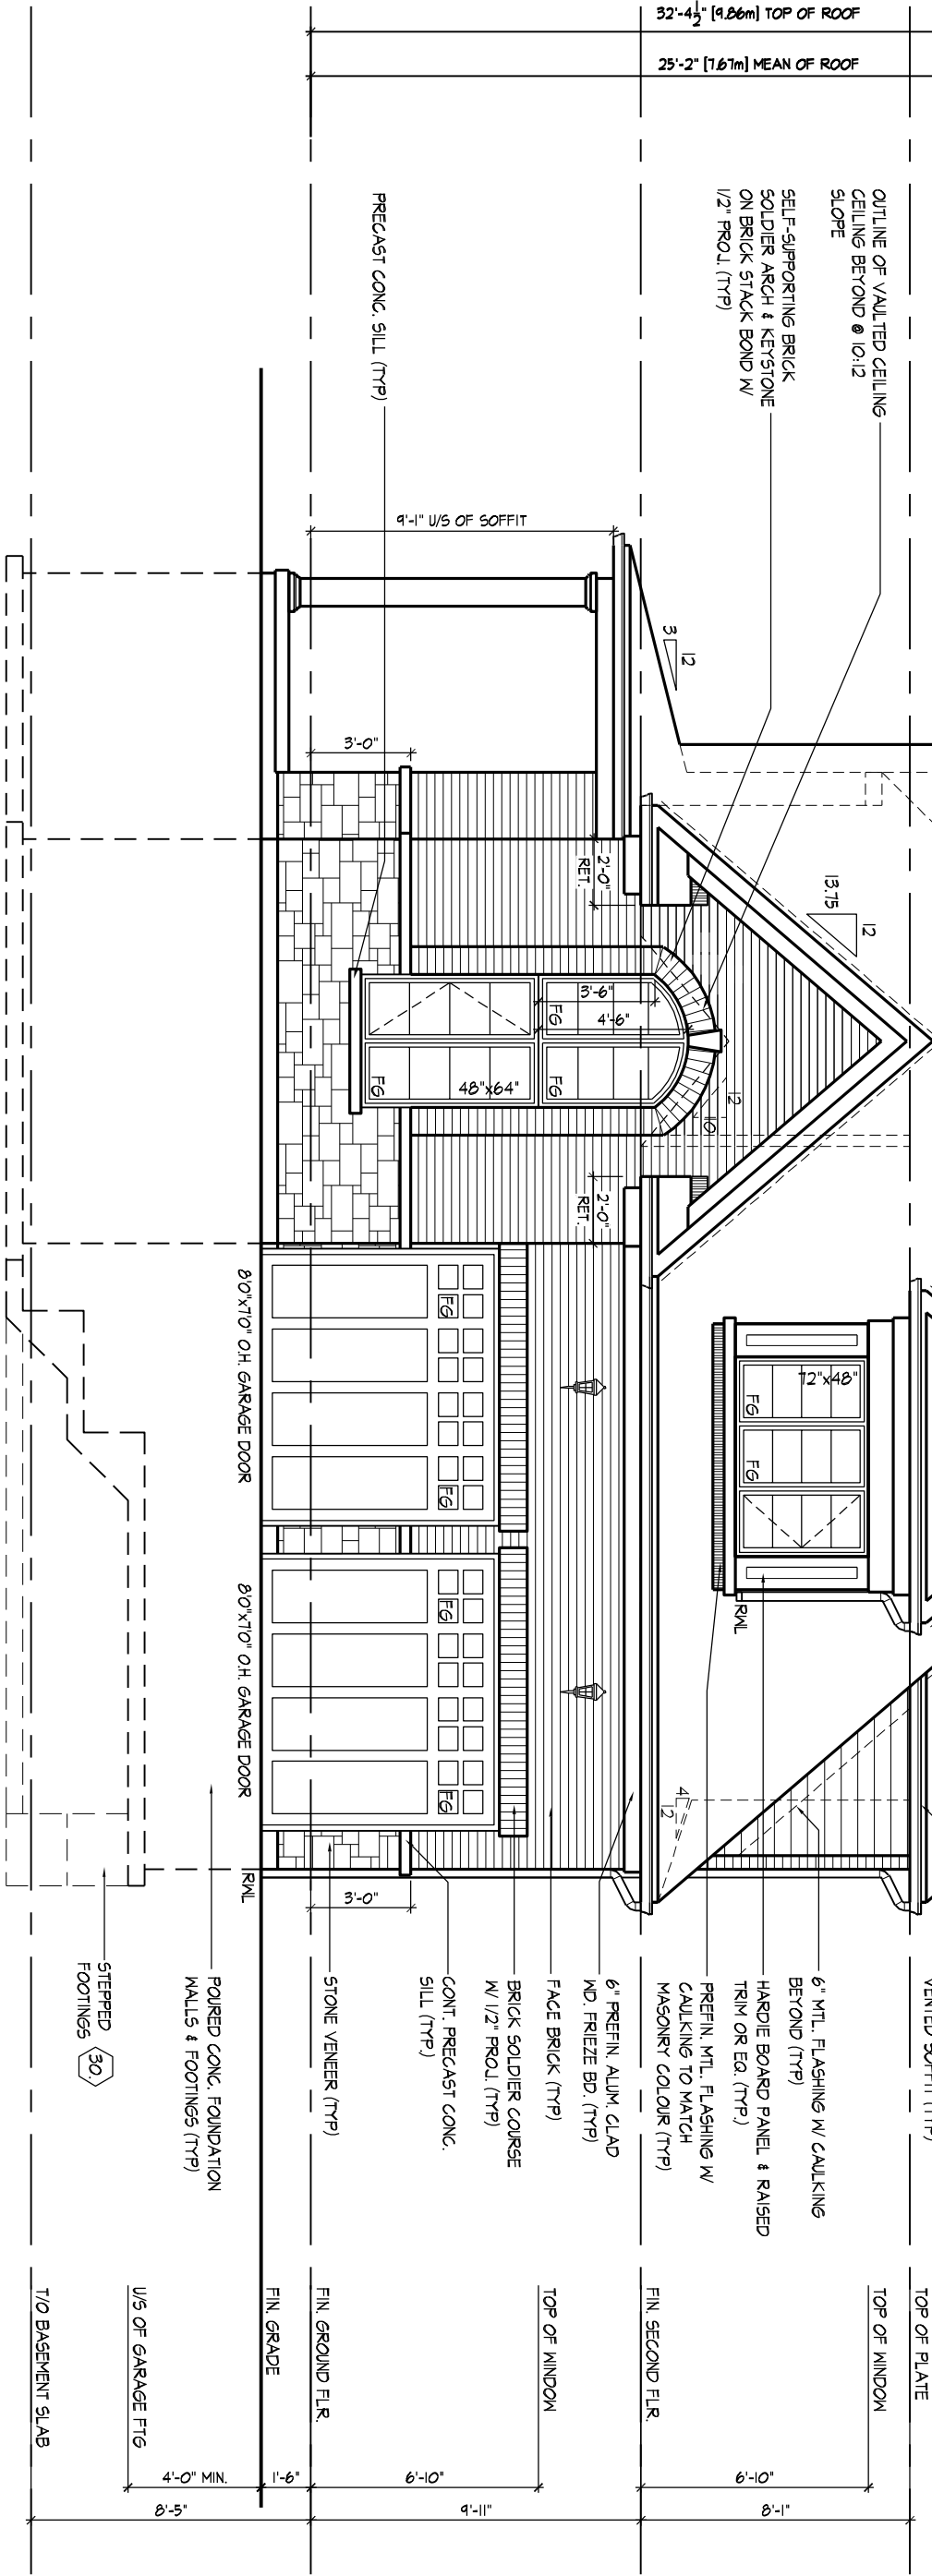 32'-4 1/2" [9.86m] TOP OF ROOF
25'-2" [7.67m] MEAN OF ROOF
OUTLINE OF VAULTED CEILING
CEILING BEYOND @ 10:12
SLOPE
SELF-SUPPORTING BRICK
SOLDIER ARCH & KEYSTONE
ON BRICK STACK BOND W/
1/2" PROJ. (TYP)
PRECAST CONC. SILL (TYP)
9'-1" U/S OF SOFFIT
12
3
3'-0"
2'-0"
RET.
12
13.75
3'-6"
4'-6"
FG
FG
FG
48"x64"
12
10
2'-0"
RET.
72"x48"
FG
FG
RWL
8'0"x7'0" O.H. GARAGE DOOR
FG
FG
8'0"x7'0" O.H. GARAGE DOOR
FG
FG
4
12
RWL
3'-0"
VENTED SOFFIT (TYP)
6" MTL. FLASHING W/ CAULKING
BEYOND (TYP)
HARDIE BOARD PANEL & RAISED
TRIM OR EQ. (TYP.)
PREFIN. MTL. FLASHING W/
CAULKING TO MATCH
MASONRY COLOUR (TYP)
6" PREFIN. ALUM. CLAD
WD. FRIEZE BD. (TYP)
FACE BRICK (TYP)
BRICK SOLDIER COURSE
W/ 1/2" PROJ. (TYP)
CONT. PRECAST CONC.
SILL (TYP.)
STONE VENEER (TYP)
POURED CONC. FOUNDATION
WALLS & FOOTINGS (TYP)
STEPPED
FOOTINGS
30.
TOP OF PLATE
TOP OF WINDOW
FIN. SECOND FLR.
TOP OF WINDOW
FIN. GROUND FLR.
FIN. GRADE
U/S OF GARAGE FTG
T/O BASEMENT SLAB
6'-10"
8'-1"
6'-10"
9'-11"
1'-6"
4'-0" MIN.
8'-5"